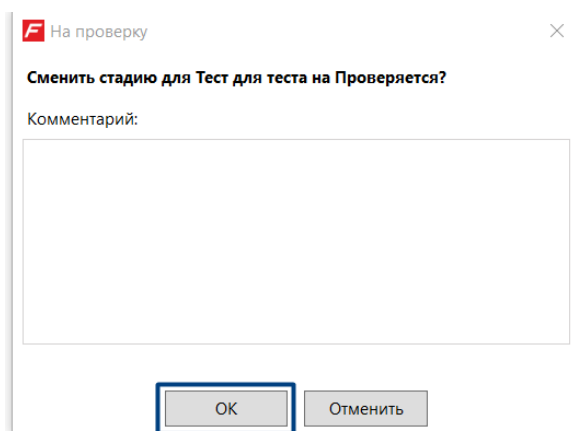 На проверку
Сменить стадию для Тест для теста на Проверяется?
Комментарий:
ОК Отменить